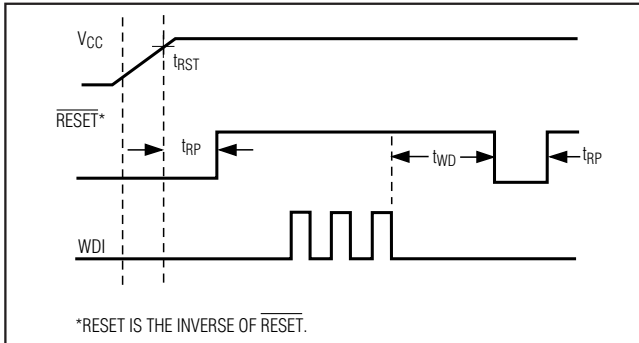 VCC
tRST
RESET*
tRP
tWD
tRP
WDI
*RESET IS THE INVERSE OF RESET.